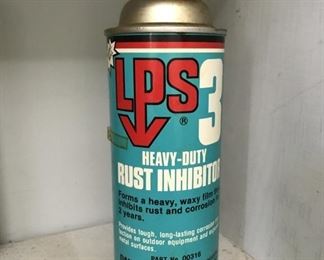 LPS 3
®
HEAVY-DUTY
RUST INHIBITOR
Forms a heavy, waxy film
inhibits rust and corrosion
2 years.
Provides tough, long-lasting corrosion
on outdoor equipment and
metal surfaces.
PART No. 00316